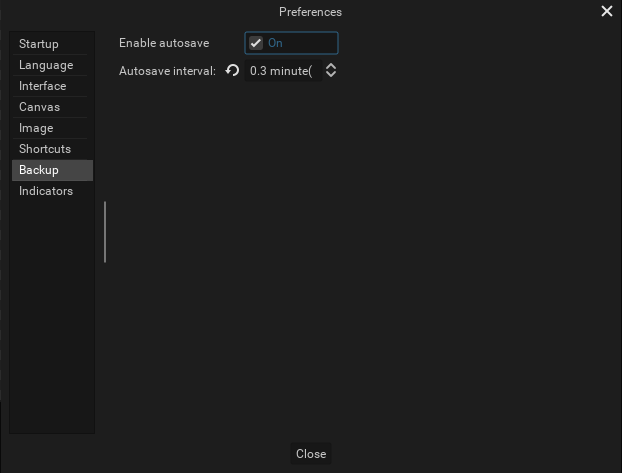 Preferences
Startup
Language
Interface
Canvas
Image
Shortcuts
Backup
Indicators
Enable autosave
On
Autosave interval:
0.3 minute(
Close